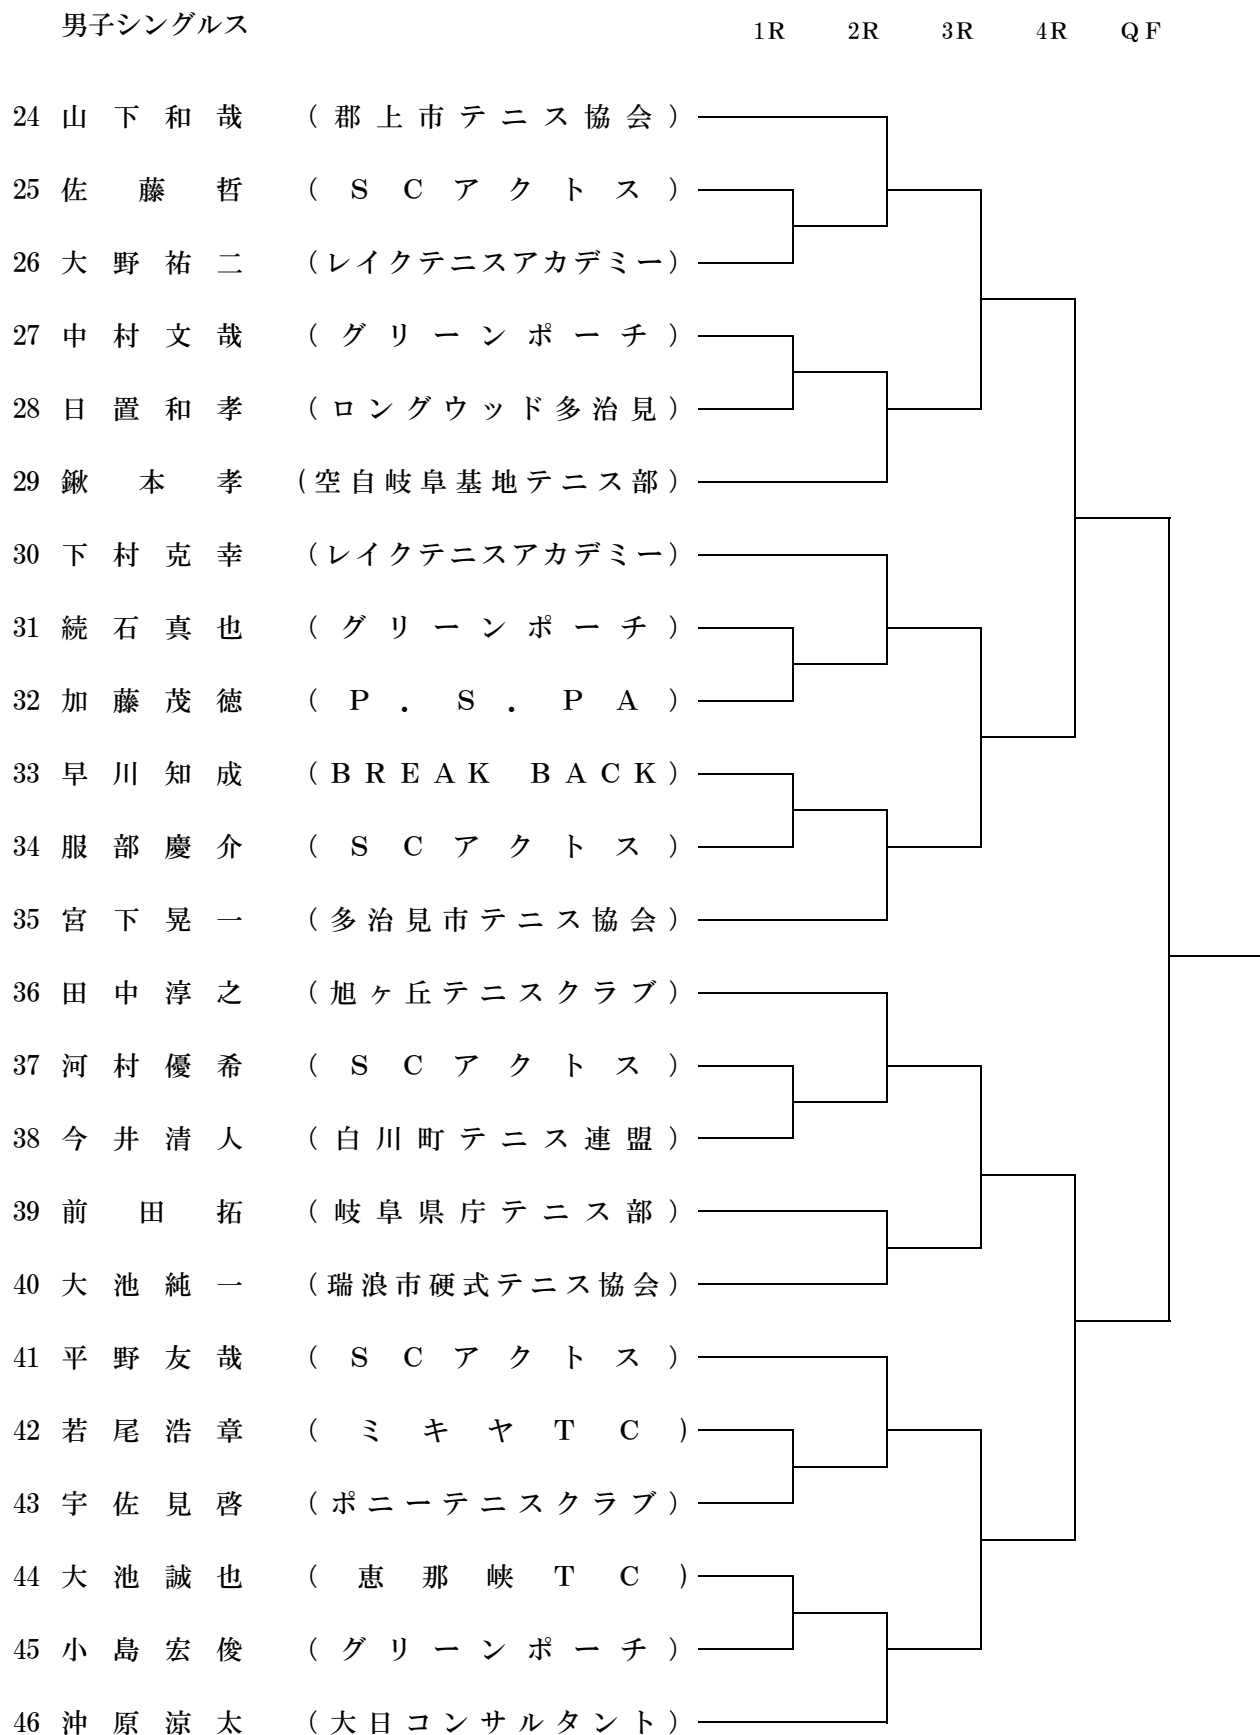 男子シングルス 1R 2R 3R 4R QF
24 山下和哉 (郡上市テニス協会)
25 佐藤哲 (SCアクトス)
26 大野祐二 (レイクテニスアカデミー)
27 中村文哉 (グリーンポーチ)
28 日置和孝 (ロングウッド多治見)
29 鍬本孝 (空自岐阜基地テニス部)
30 下村克幸 (レイクテニスアカデミー)
31 続石真也 (グリーンポーチ)
32 加藤茂徳 (P.S.PA)
33 早川知成 (BREAK BACK)
34 服部慶介 (SCアクトス)
35 宮下晃一 (多治見市テニス協会)
36 田中淳之 (旭ヶ丘テニスクラブ)
37 河村優希 (SCアクトス)
38 今井清人 (白川町テニス連盟)
39 前田拓 (岐阜県庁テニス部)
40 大池純一 (瑞浪市硬式テニス協会)
41 平野友哉 (SCアクトス)
42 若尾浩章 (ミキヤTC)
43 宇佐見啓 (ポニーテニスクラブ)
44 大池誠也 (恵那峡TC)
45 小島宏俊 (グリーンポーチ)
46 沖原涼太 (大日コンサルタント)